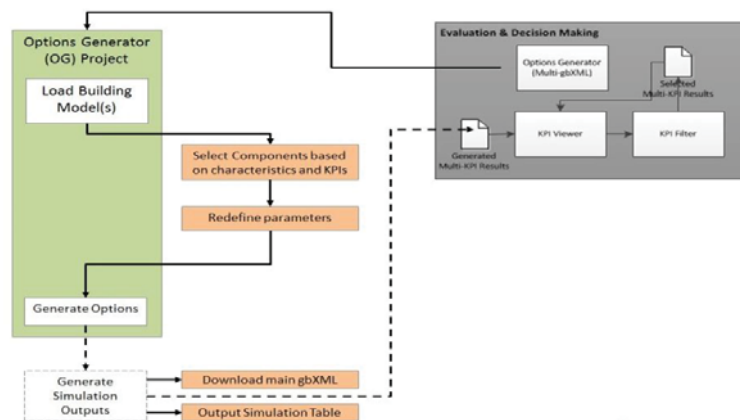 Options Generator
(OG) Project
Load Building
Model(s)
Select Components based
on characteristics and KPIs
Redefine parameters
Generate Options
Generate
Simulation
Outputs
Download main gbXML
Output Simulation Table
Evaluation & Decision Making
Options Generator
(Multi-gbXML)
Selected
Multi-KPI Results
KPI Viewer
KPI Filter
Generated
Multi-KPI Results